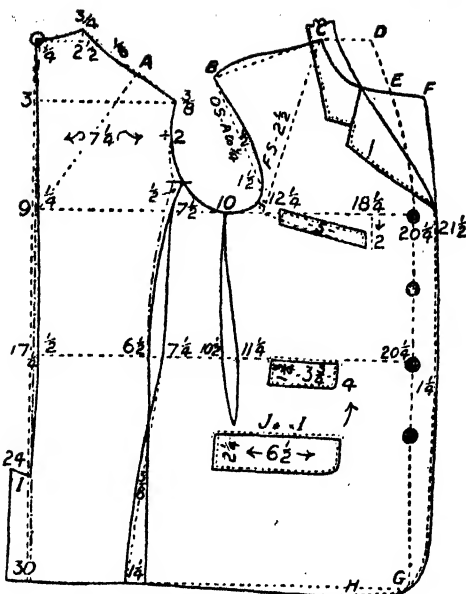 3/4
1/4 2 1/2 1/8 C D
A
B E F
3 3/8
7 1/4 2
F S 2 1/2
1/2 1 1/2 I
9 1/4 7 1/2 10 12 1/4 18 1/4 20 1/4 21 1/2
2
17 1/2 6 1/2 7 1/4 10 1/2 11 1/4 20 1/4
3 3/4 4 1 1/4
J I
24 2 1/4 6 1/2
I 3/8
30 1 1/4 H G